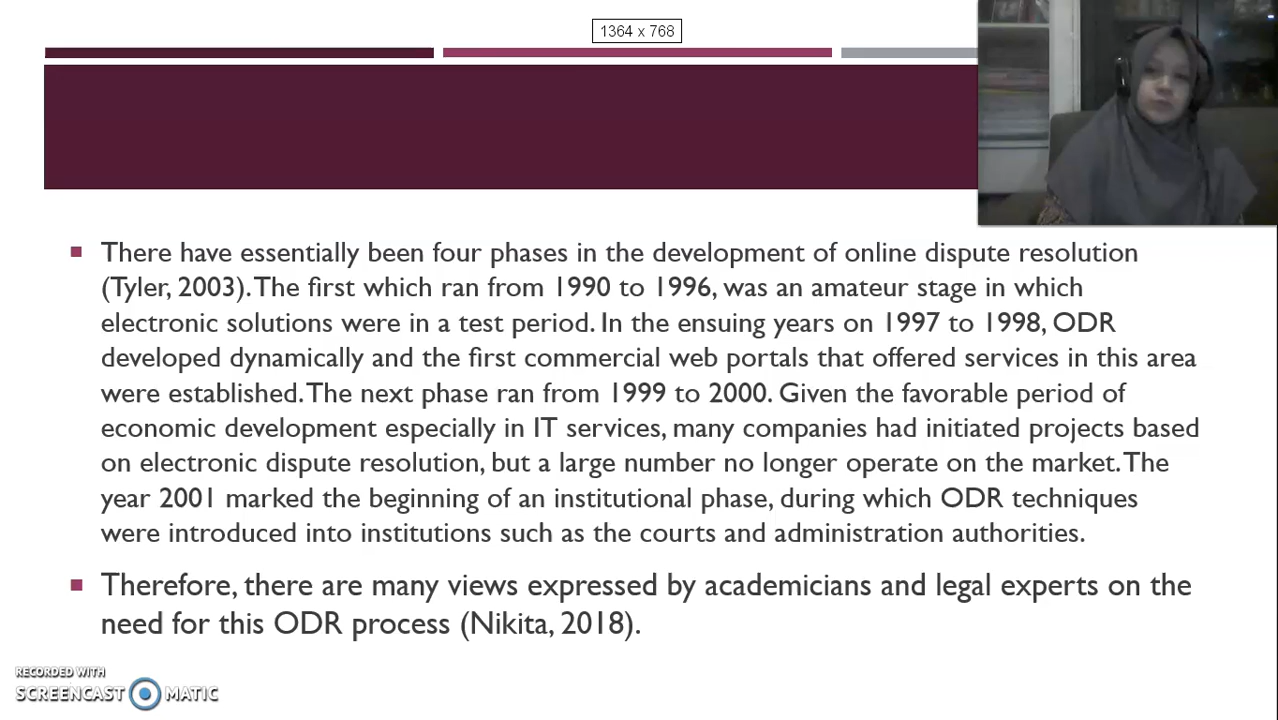 1364 x 768
There have essentially been four phases in the development of online dispute resolution
(Tyler, 2003). The first which ran from 1990 to 1996, was an amateur stage in which
electronic solutions were in a test period. In the ensuing years on 1997 to 1998, ODR
developed dynamically and the first commercial web portals that offered services in this area
were established. The next phase ran from 1999 to 2000. Given the favorable period of
economic development especially in IT services, many companies had initiated projects based
on electronic dispute resolution, but a large number no longer operate on the market. The
year 2001 marked the beginning of an institutional phase, during which ODR techniques
were introduced into institutions such as the courts and administration authorities.
Therefore, there are many views expressed by academicians and legal experts on the
need for this ODR process (Nikita, 2018).
RECORDED WITH
SCREENCAST MATIC